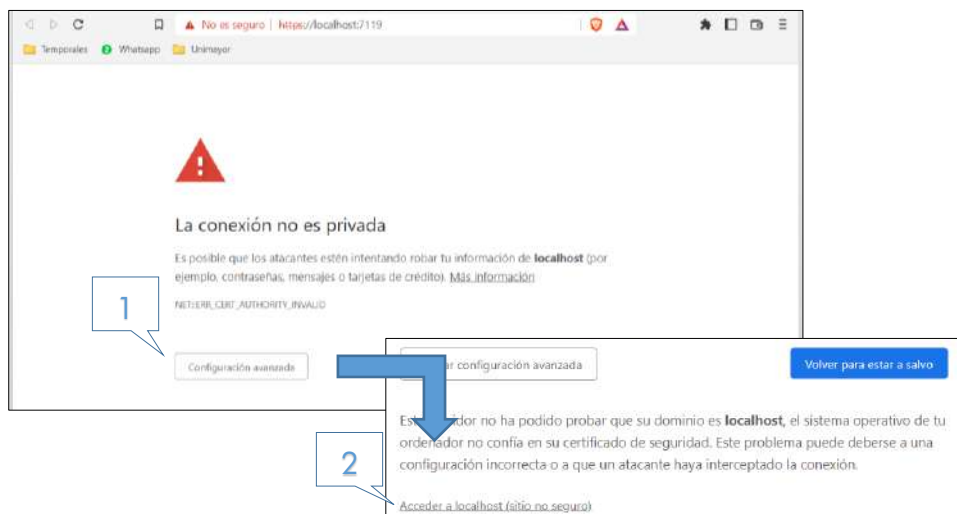 No es seguro | https://localhost:7119
Temporales Whatsapp Unimayor
La conexión no es privada
Es posible que los atacantes estén intentando robar tu información de localhost (por
ejemplo, contraseñas, mensajes o tarjetas de crédito). Más información
NET::ERR_CERT_AUTHORITY_INVALID
1
Configuración avanzada
configuración avanzada
Volver para estar a salvo
no ha podido probar que su dominio es localhost, el sistema operativo de tu
ordenador no confía en su certificado de seguridad. Este problema puede deberse a una
configuración incorrecta o a que un atacante haya interceptado la conexión.
2
Acceder a localhost (sitio no seguro)